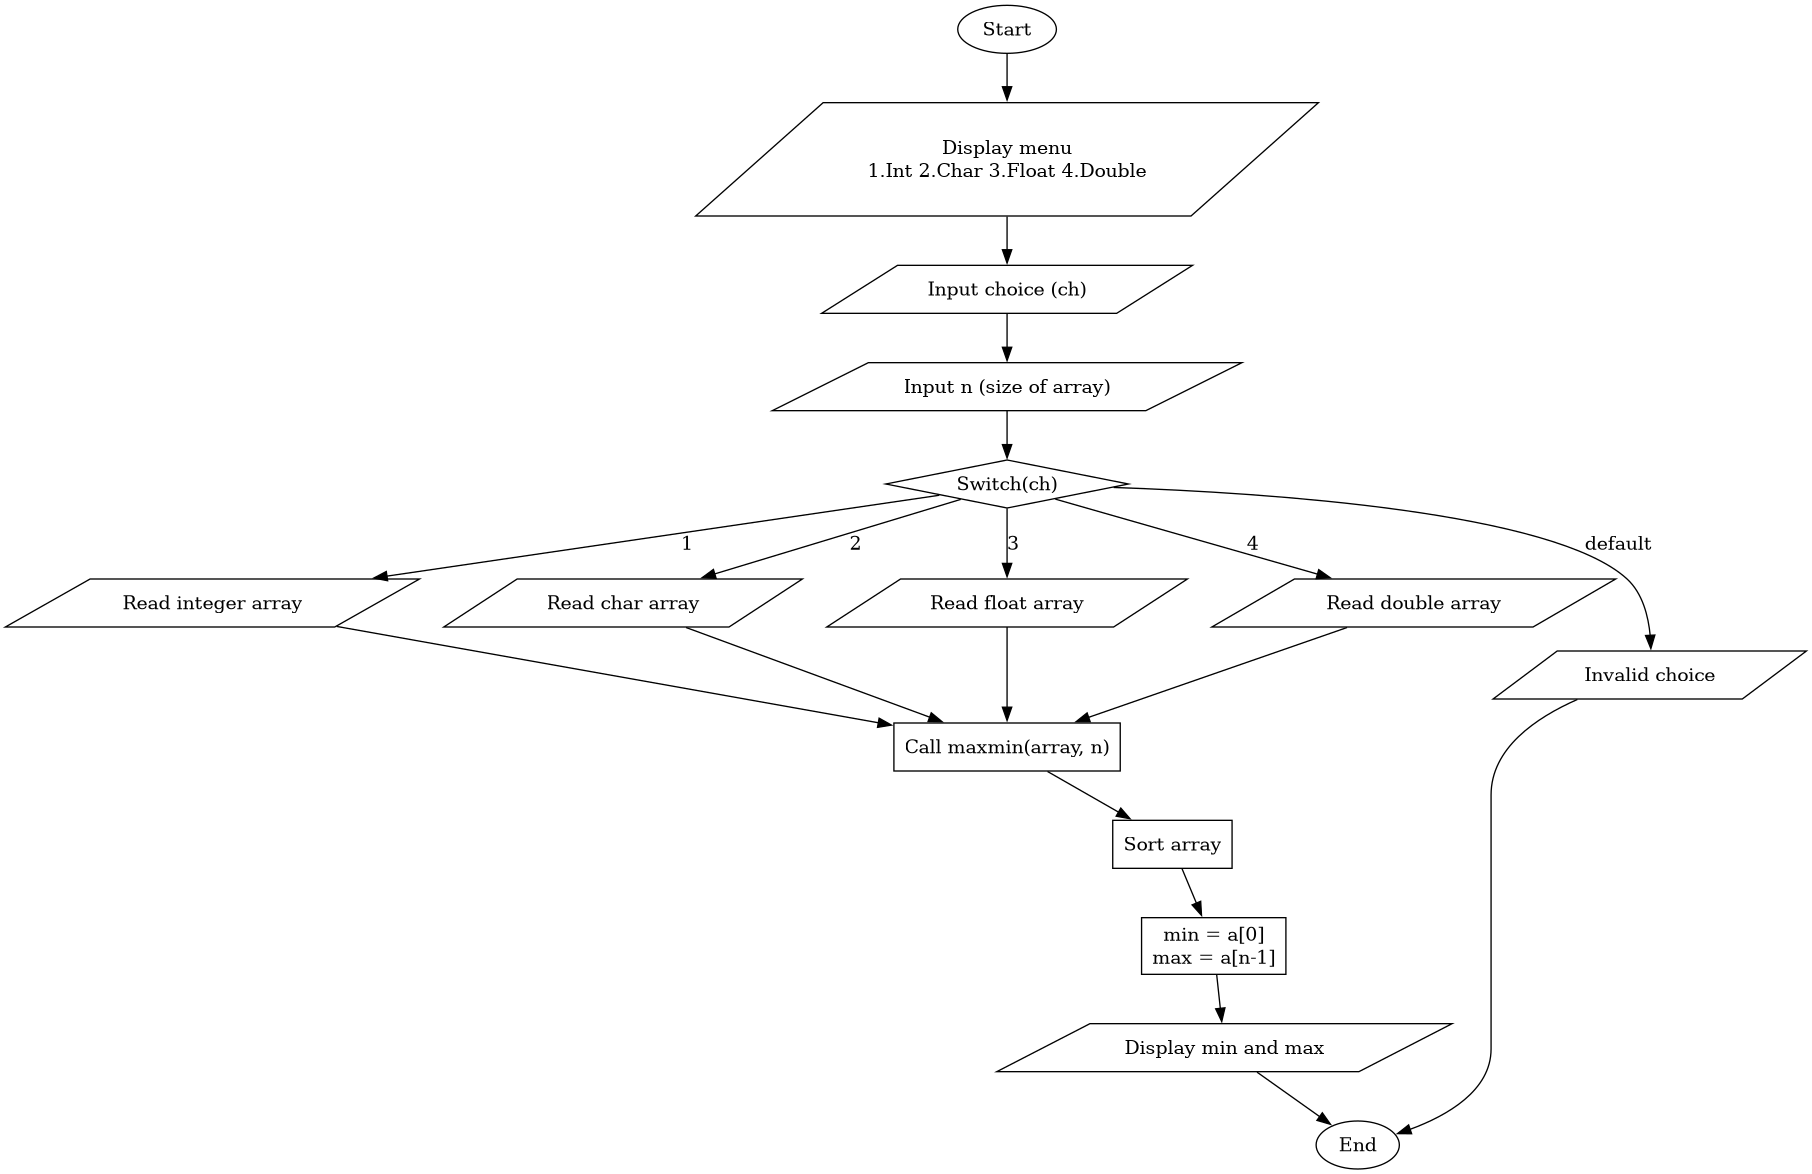 Start
Display menu
1.Int 2.Char 3.Float 4.Double
Input choice (ch)
Input n (size of array)
Switch(ch)
1
2
3
4
default
Read integer array
Read char array
Read float array
Read double array
Invalid choice
Call maxmin(array, n)
Sort array
min = a[0]
max = a[n-1]
Display min and max
End